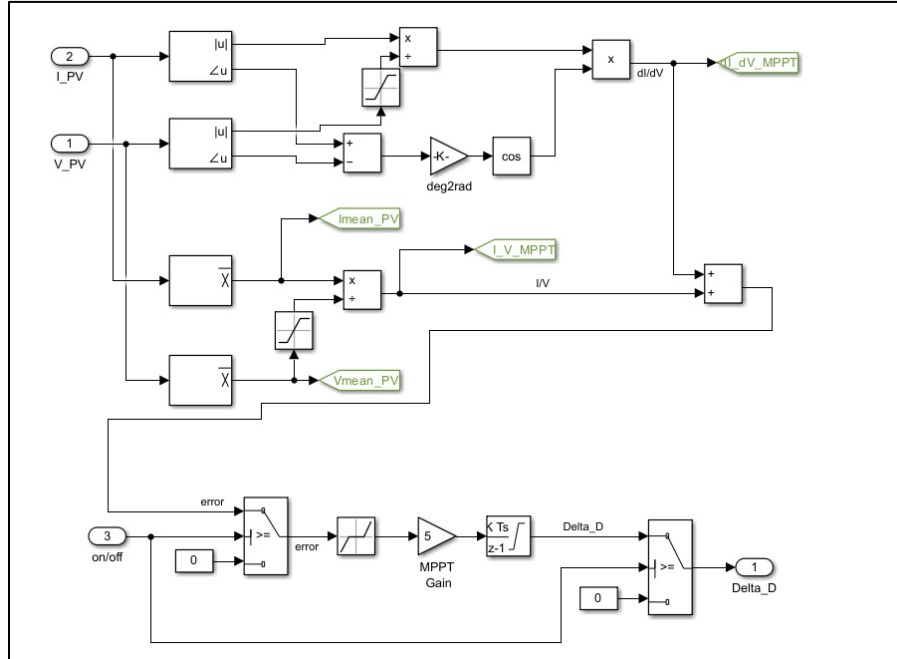 2
I_PV
|u|
∠u
x
÷
x
dI/dV
dI_dV_MPPT
1
V_PV
|u|
∠u
+
−
-K-
deg2rad
cos
Imean_PV
x
x
÷
I_V_MPPT
I/V
+
+
x
Vmean_PV
error
3
on/off
>=
0
error
5
MPPT
Gain
K Ts
z-1
Delta_D
>=
0
1
Delta_D